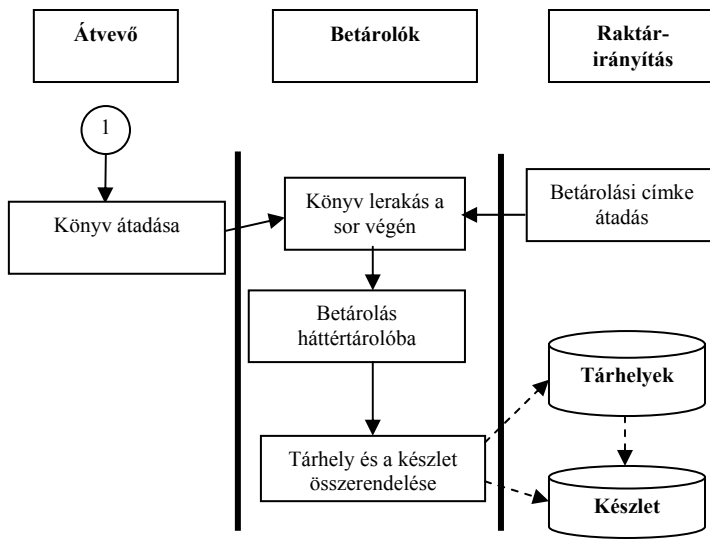 Átvevő
Betárolók
Raktár-
irányítás
1
Könyv átadása
Könyv lerakás a
sor végén
Betárolási címke
átadás
Betárolás
háttértárolóba
Tárhelyek
Tárhely és a készlet
összerendelése
Készlet